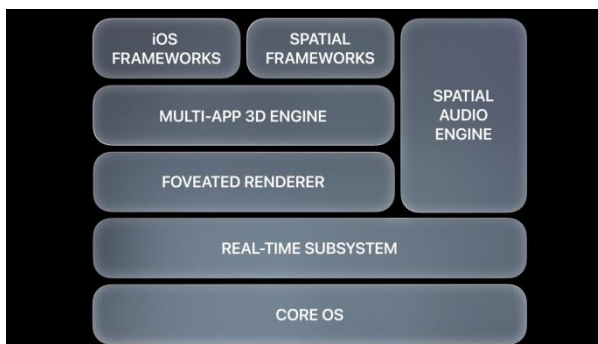 iOS
FRAMEWORKS
SPATIAL
FRAMEWORKS
MULTI-APP 3D ENGINE
SPATIAL
AUDIO
ENGINE
FOVEATED RENDERER
REAL-TIME SUBSYSTEM
CORE OS